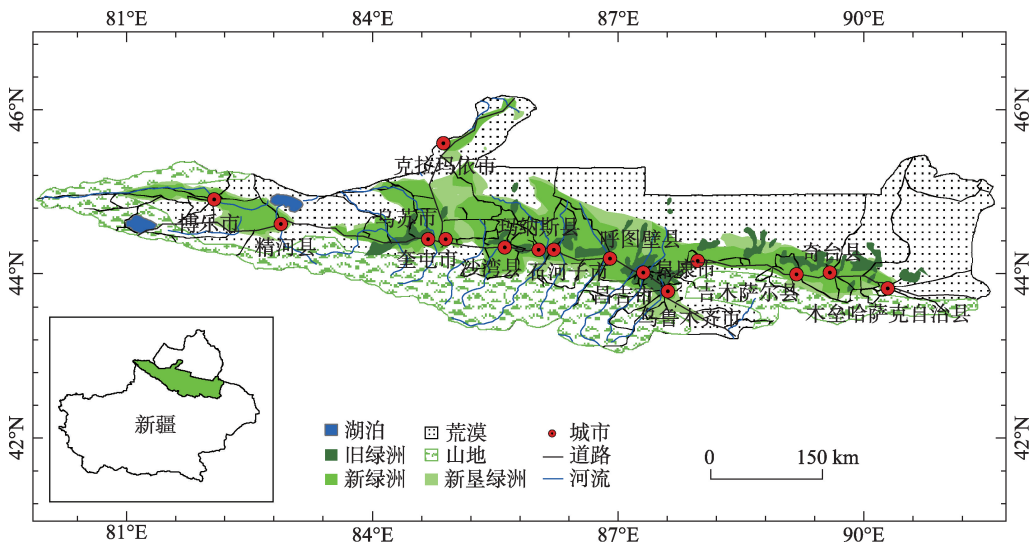 81°E 84°E 87°E 90°E
46°N 46°N
克拉玛依市
博乐市 乌苏市 玛纳斯县 呼图壁县
精河县 奎屯市 沙湾县 石河子市 阜康市 奇台县
44°N 44°N
昌吉市 吉木萨尔县
乌鲁木齐市 木垒哈萨克自治县
新疆
42°N 42°N
湖泊 荒漠 城市
旧绿洲 山地 道路
新绿洲 新垦绿洲 河流
0 150 km
81°E 84°E 87°E 90°E